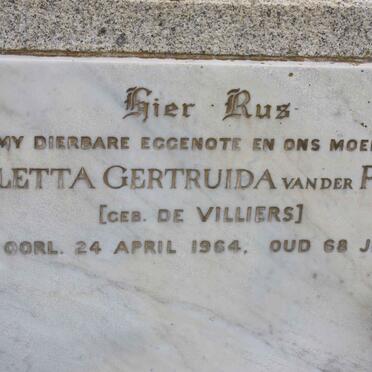 Hier Rus
MY DIERBARE EGGENOTE EN ONS MOE
LETTA GERTRUIDA VAN DER
[GEB. DE VILLIERS]
OORL. 24 APRIL 1964. OUD 68 J